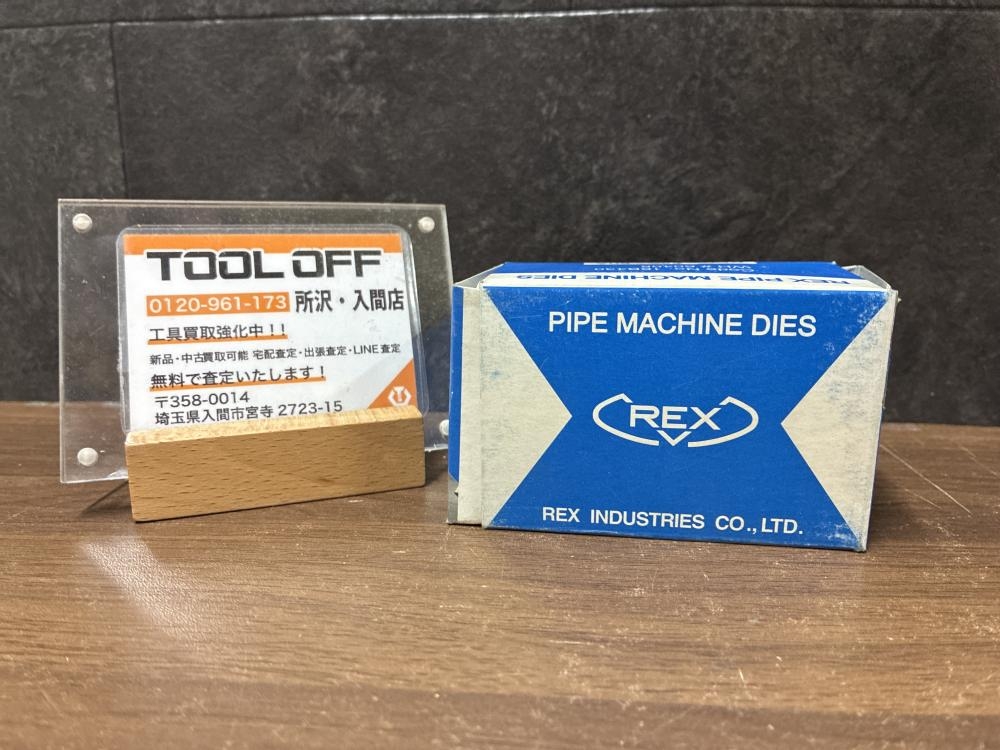 TOOL OFF
0120-961-173 所沢・入間店
工具買取強化中!!
新品・中古買取可能 宅配査定・出張査定・LINE査定
無料で査定いたします!
〒358-0014
埼玉県入間市宮寺 2723-15
REX PIPE MACHINE DIES
PIPE MACHINE DIES
REX
REX INDUSTRIES CO.,LTD.